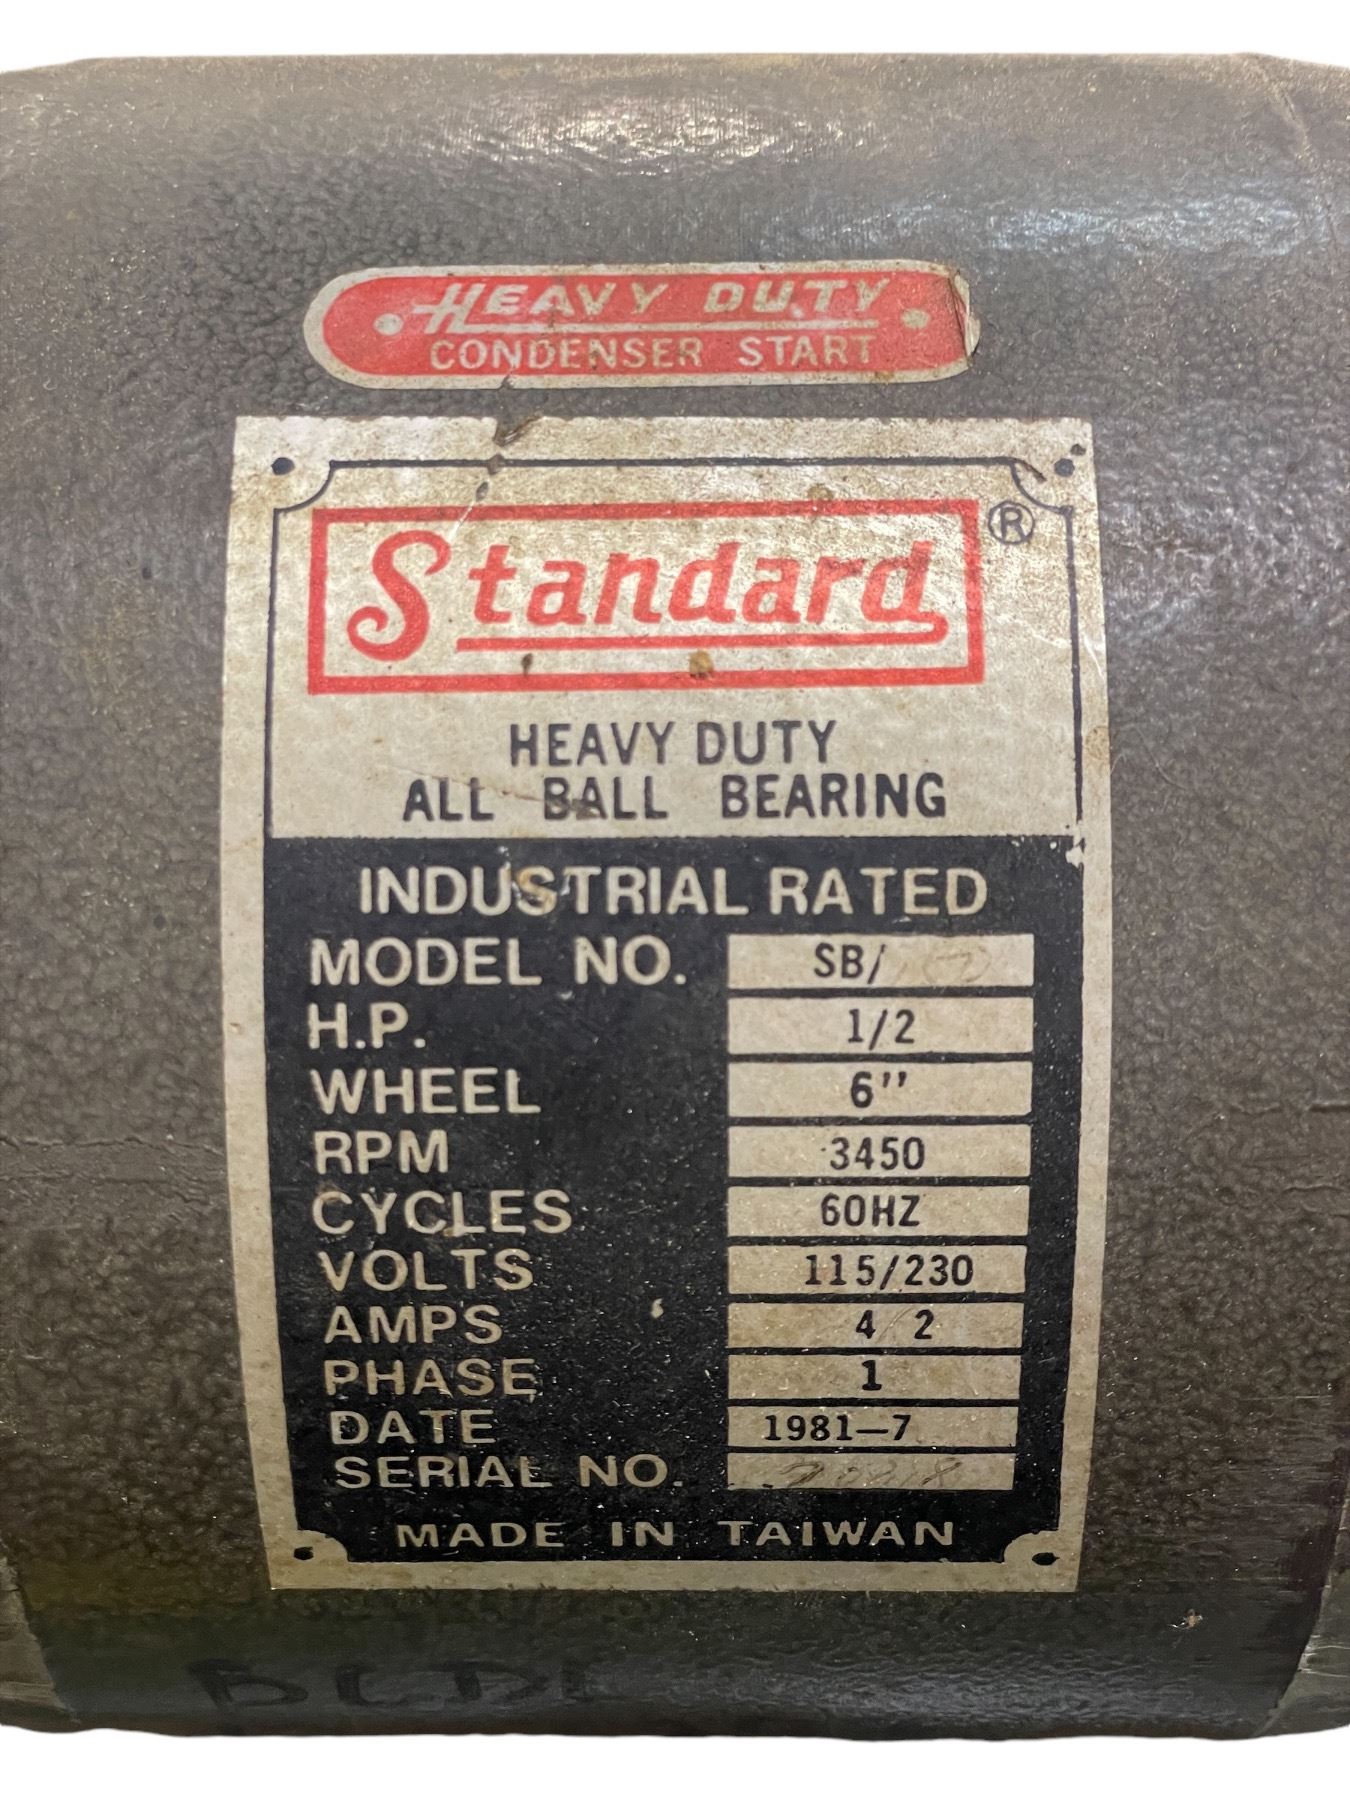 HEAVY DUTY
CONDENSER START
Standard ®
HEAVY DUTY
ALL BALL BEARING
INDUSTRIAL RATED
MODEL NO. SB/
H.P. 1/2
WHEEL 6"
RPM 3450
CYCLES 60HZ
VOLTS 115/230
AMPS 4/2
PHASE 1
DATE 1981-7
SERIAL NO.
MADE IN TAIWAN